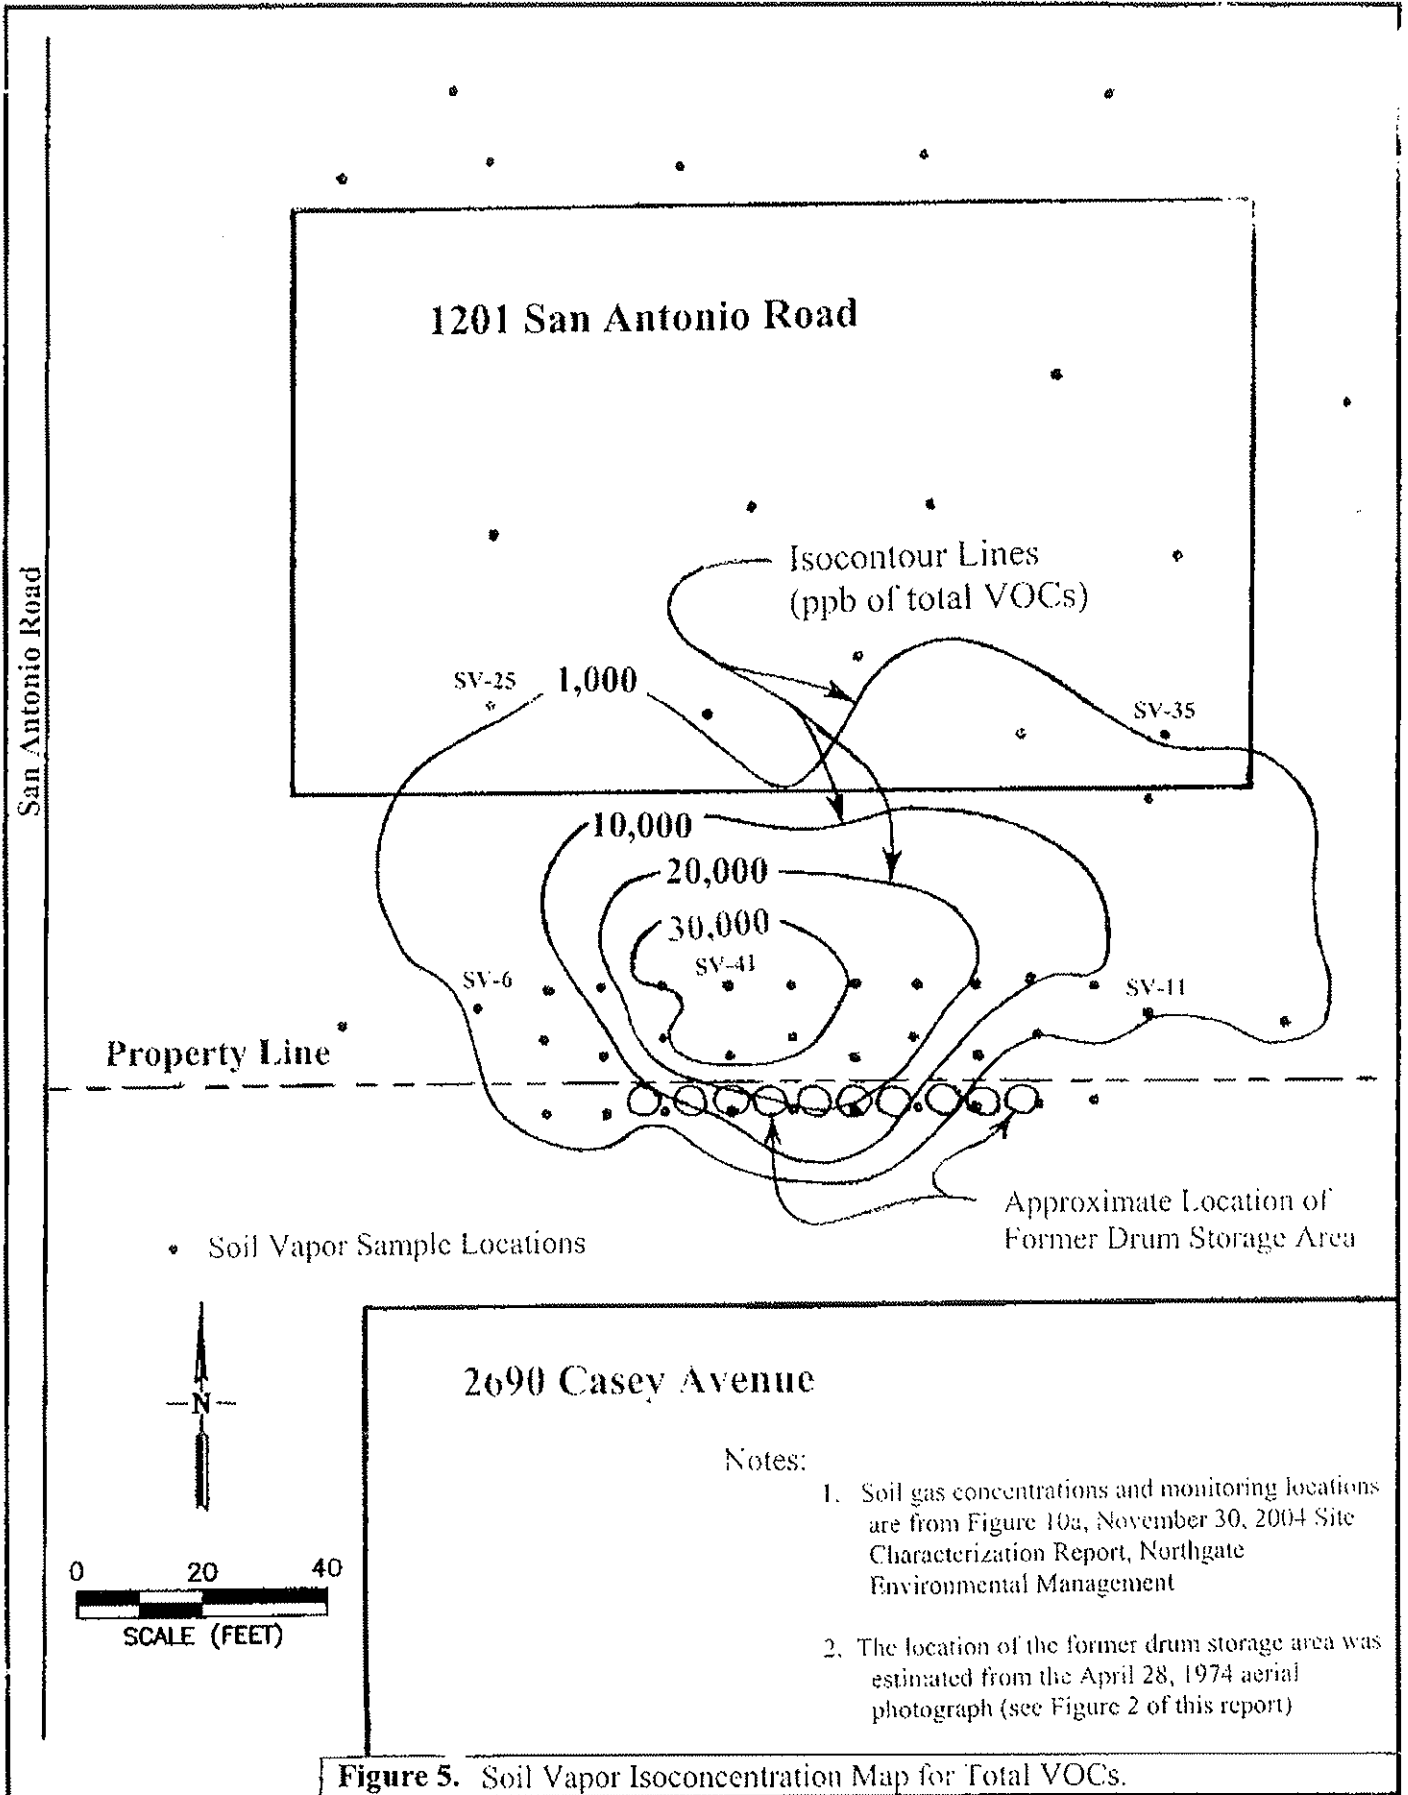 1201 San Antonio Road
San Antonio Road
Isocontour Lines
(ppb of total VOCs)
SV-25
1,000
SV-35
10,000
20,000
30,000
SV-41
SV-6
SV-11
Property Line
Approximate Location of
Former Drum Storage Area
Soil Vapor Sample Locations
N
2690 Casey Avenue
Notes:
1. Soil gas concentrations and monitoring locations
are from Figure 10a, November 30, 2004 Site
Characterization Report, Northgate
Environmental Management
0 20 40
SCALE (FEET)
2. The location of the former drum storage area was
estimated from the April 28, 1974 aerial
photograph (see Figure 2 of this report)
Figure 5. Soil Vapor Isoconcentration Map for Total VOCs.